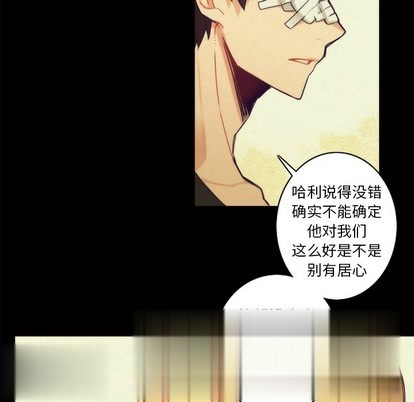 哈利说得没错
确实不能确定
他对我们
这么好是不是
别有居心